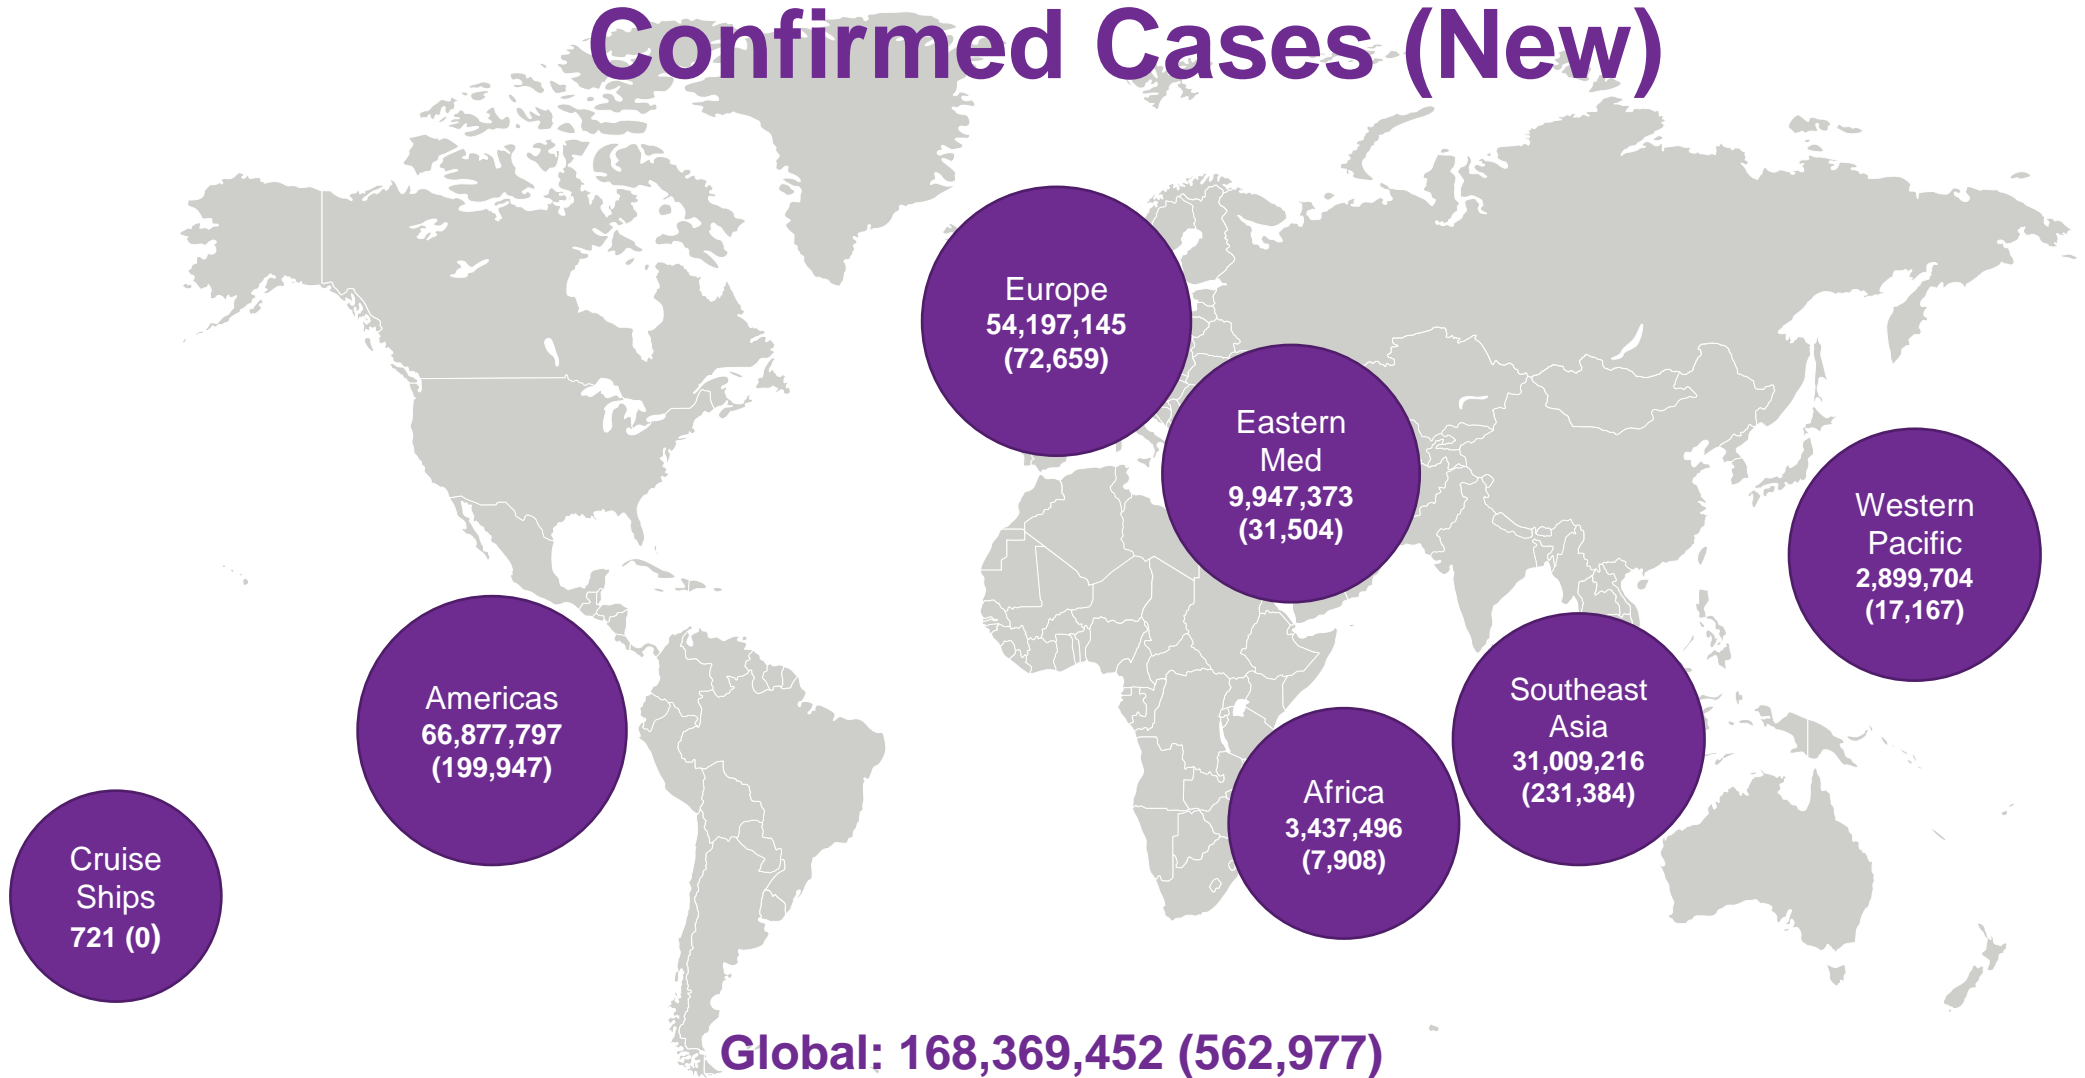 Confirmed Cases (New)
Europe
54,197,145
(72,659)
Eastern
Med
9,947,373
(31,504)
Western
Pacific
2,899,704
(17,167)
Americas
66,877,797
(199,947)
Southeast
Asia
31,009,216
(231,384)
Africa
3,437,496
(7,908)
Cruise
Ships
721 (0)
Global: 168,369,452 (562,977)